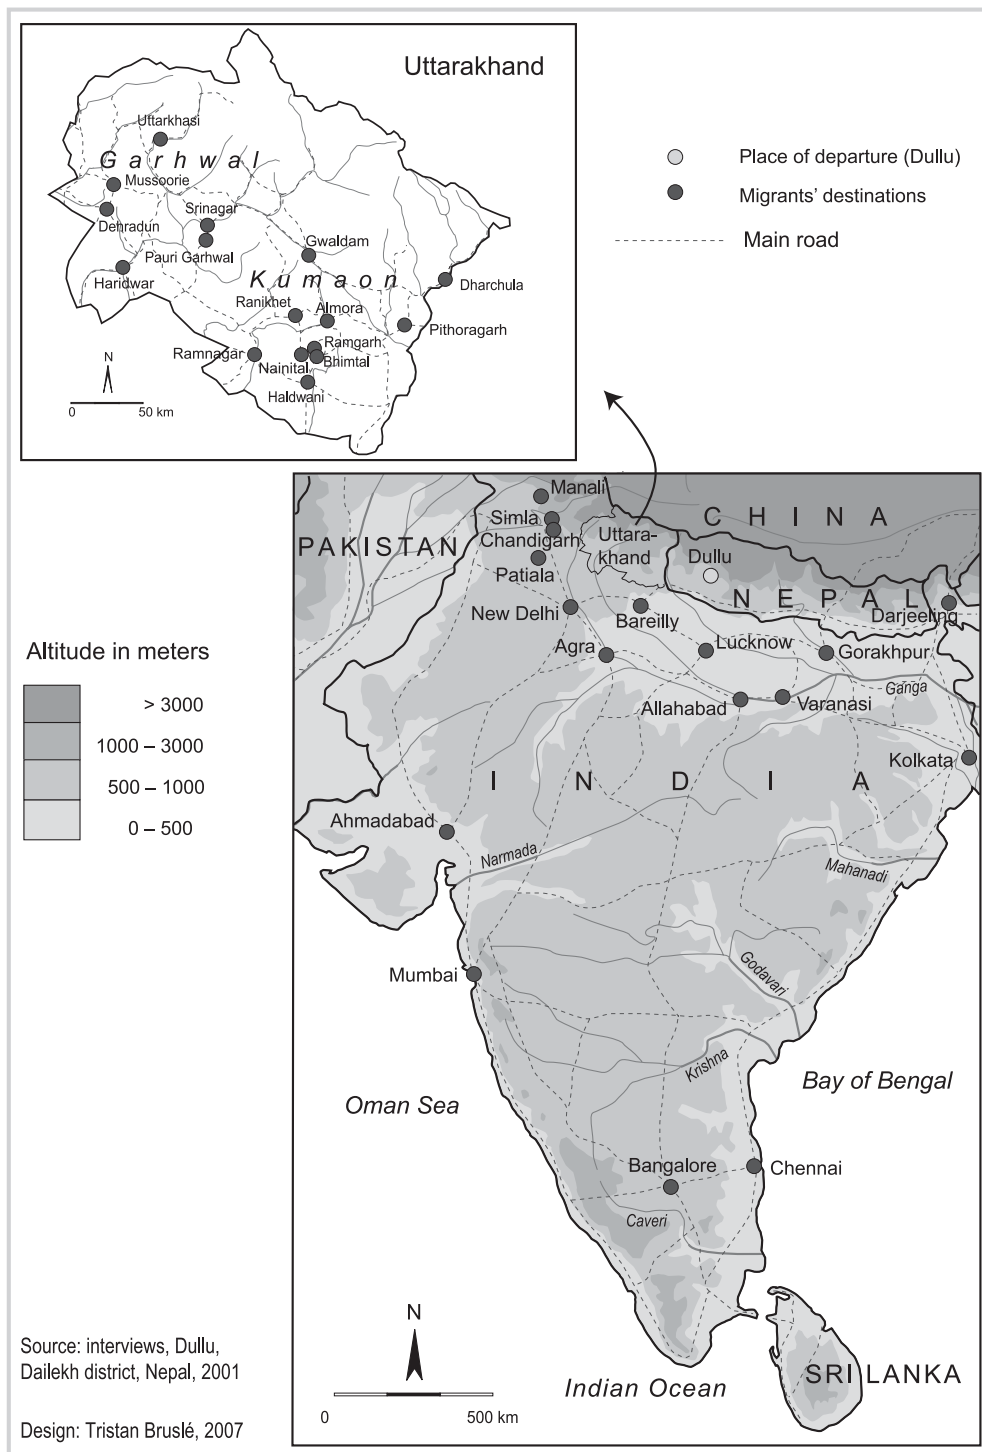 Uttarakhand
Uttarkhasi
Garhwal
Mussoorie
Srinagar
Dehradun
Pauri Garhwal
Gwaldam
Haridwar
Kumaon
Dharchula
Ranikhet
Almora
Pithoragarh
Ramgarh
Ramnagar
Nainital
Bhimtal
Haldwani
N
0 50 km
Place of departure (Dullu)
Migrants' destinations
Main road
Manali
Simla
CHINA
Chandigarh
Uttara-
khand
PAKISTAN
Dullu
Patiala
NEPAL
New Delhi
Bareilly
Darjeeling
Agra
Lucknow
Gorakhpur
Ganga
Allahabad
Varanasi
Kolkata
INDIA
Ahmadabad
Narmada
Mahanadi
Mumbai
Godavari
Krishna
Bay of Bengal
Oman Sea
Bangalore
Chennai
Caveri
N
SRI LANKA
Indian Ocean
0 500 km
Altitude in meters
> 3000
1000 – 3000
500 – 1000
0 – 500
Source: interviews, Dullu,
Dailekh district, Nepal, 2001
Design: Tristan Bruslé, 2007